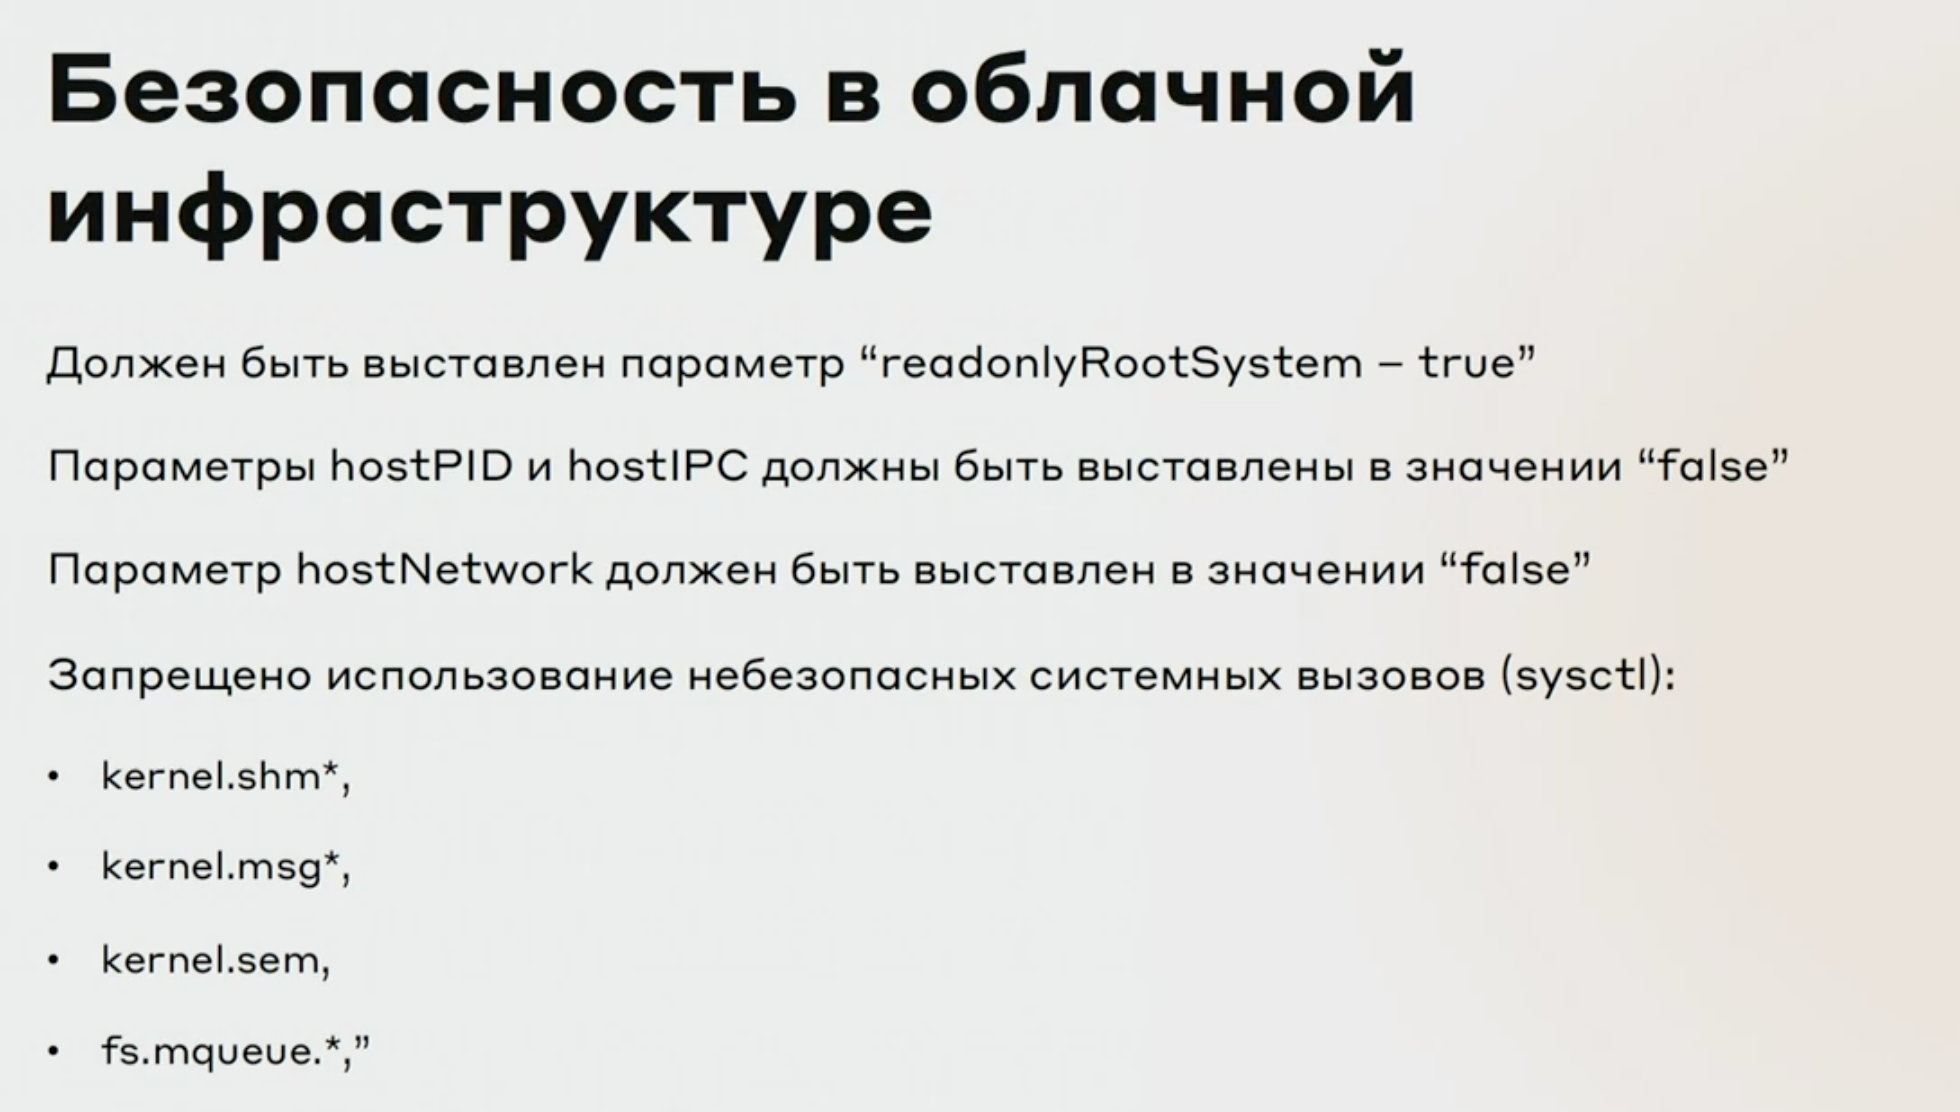 Безопасность в облачной
инфраструктуре
Должен быть выставлен параметр “readonlyRootSystem – true”
Параметры hostPID и hostIPC должны быть выставлены в значении “false”
Параметр hostNetwork должен быть выставлен в значении “false”
Запрещено использование небезопасных системных вызовов (sysctl):
• kernel.shm*,
• kernel.msg*,
• kernel.sem,
• fs.mqueue.*,”